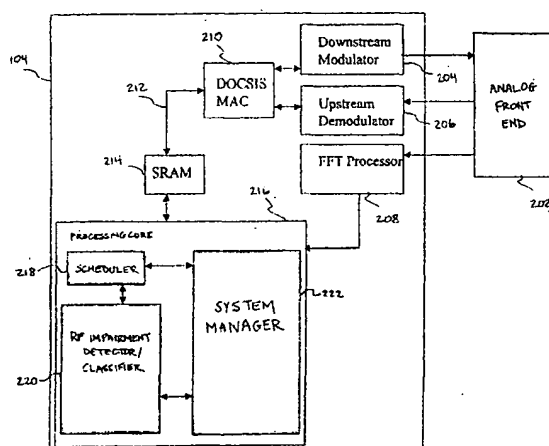 210
Downstream
Modulator
104
204
212
DOCSIS
MAC
ANALOG
FRONT
END
Upstream
Demodulator
206
214
SRAM
FFT Processor
202
216
208
PROCESSING CORE
218
SCHEDULER
222
SYSTEM
MANAGER
RF IMPAIRMENT
DETECTOR/
CLASSIFIER
220